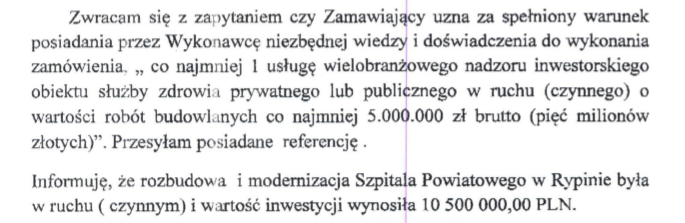 Zwracam się z zapytaniem czy Zamawiający uzna za spełniony warunek
posiadania przez Wykonawcę niezbędnej wiedzy i doświadczenia do wykonania
zamówienia, „ co najmniej 1 usługę wielobranżowego nadzoru inwestorskiego
obiektu służby zdrowia prywatnego lub publicznego w ruchu (czynnego) o
wartości robót budowlanych co najmniej 5.000.000 zł brutto (pięć milionów
złotych)”. Przesyłam posiadane referencję .
Informuję, że rozbudowa i modernizacja Szpitala Powiatowego w Rypinie była
w ruchu ( czynnym) i wartość inwestycji wynosiła 10 500 000,00 PLN.